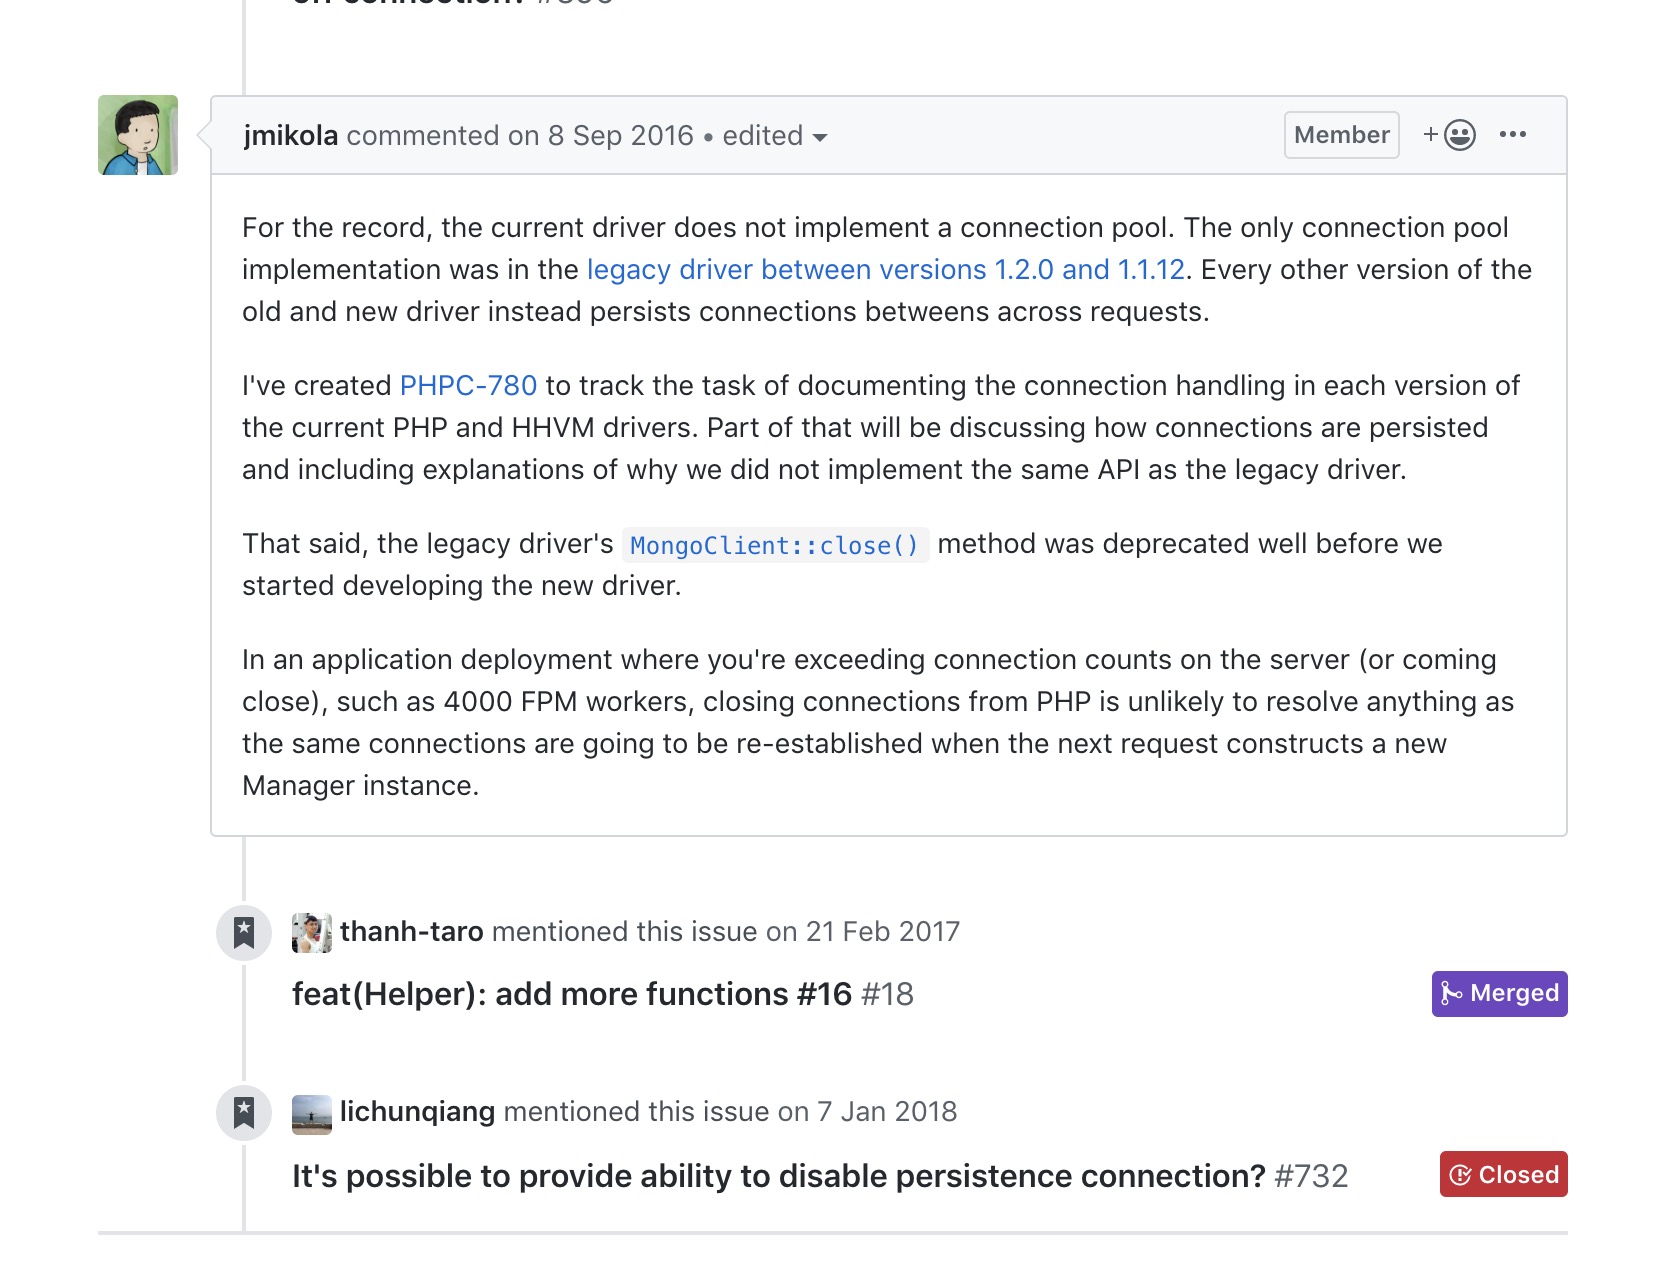 jmikola commented on 8 Sep 2016 • edited
Member
For the record, the current driver does not implement a connection pool. The only connection pool
implementation was in the legacy driver between versions 1.2.0 and 1.1.12. Every other version of the
old and new driver instead persists connections betweens across requests.
I've created PHPC-780 to track the task of documenting the connection handling in each version of
the current PHP and HHVM drivers. Part of that will be discussing how connections are persisted
and including explanations of why we did not implement the same API as the legacy driver.
That said, the legacy driver's MongoClient::close() method was deprecated well before we
started developing the new driver.
In an application deployment where you're exceeding connection counts on the server (or coming
close), such as 4000 FPM workers, closing connections from PHP is unlikely to resolve anything as
the same connections are going to be re-established when the next request constructs a new
Manager instance.
thanh-taro mentioned this issue on 21 Feb 2017
feat(Helper): add more functions #16 #18
Merged
lichunqiang mentioned this issue on 7 Jan 2018
It's possible to provide ability to disable persistence connection? #732
Closed